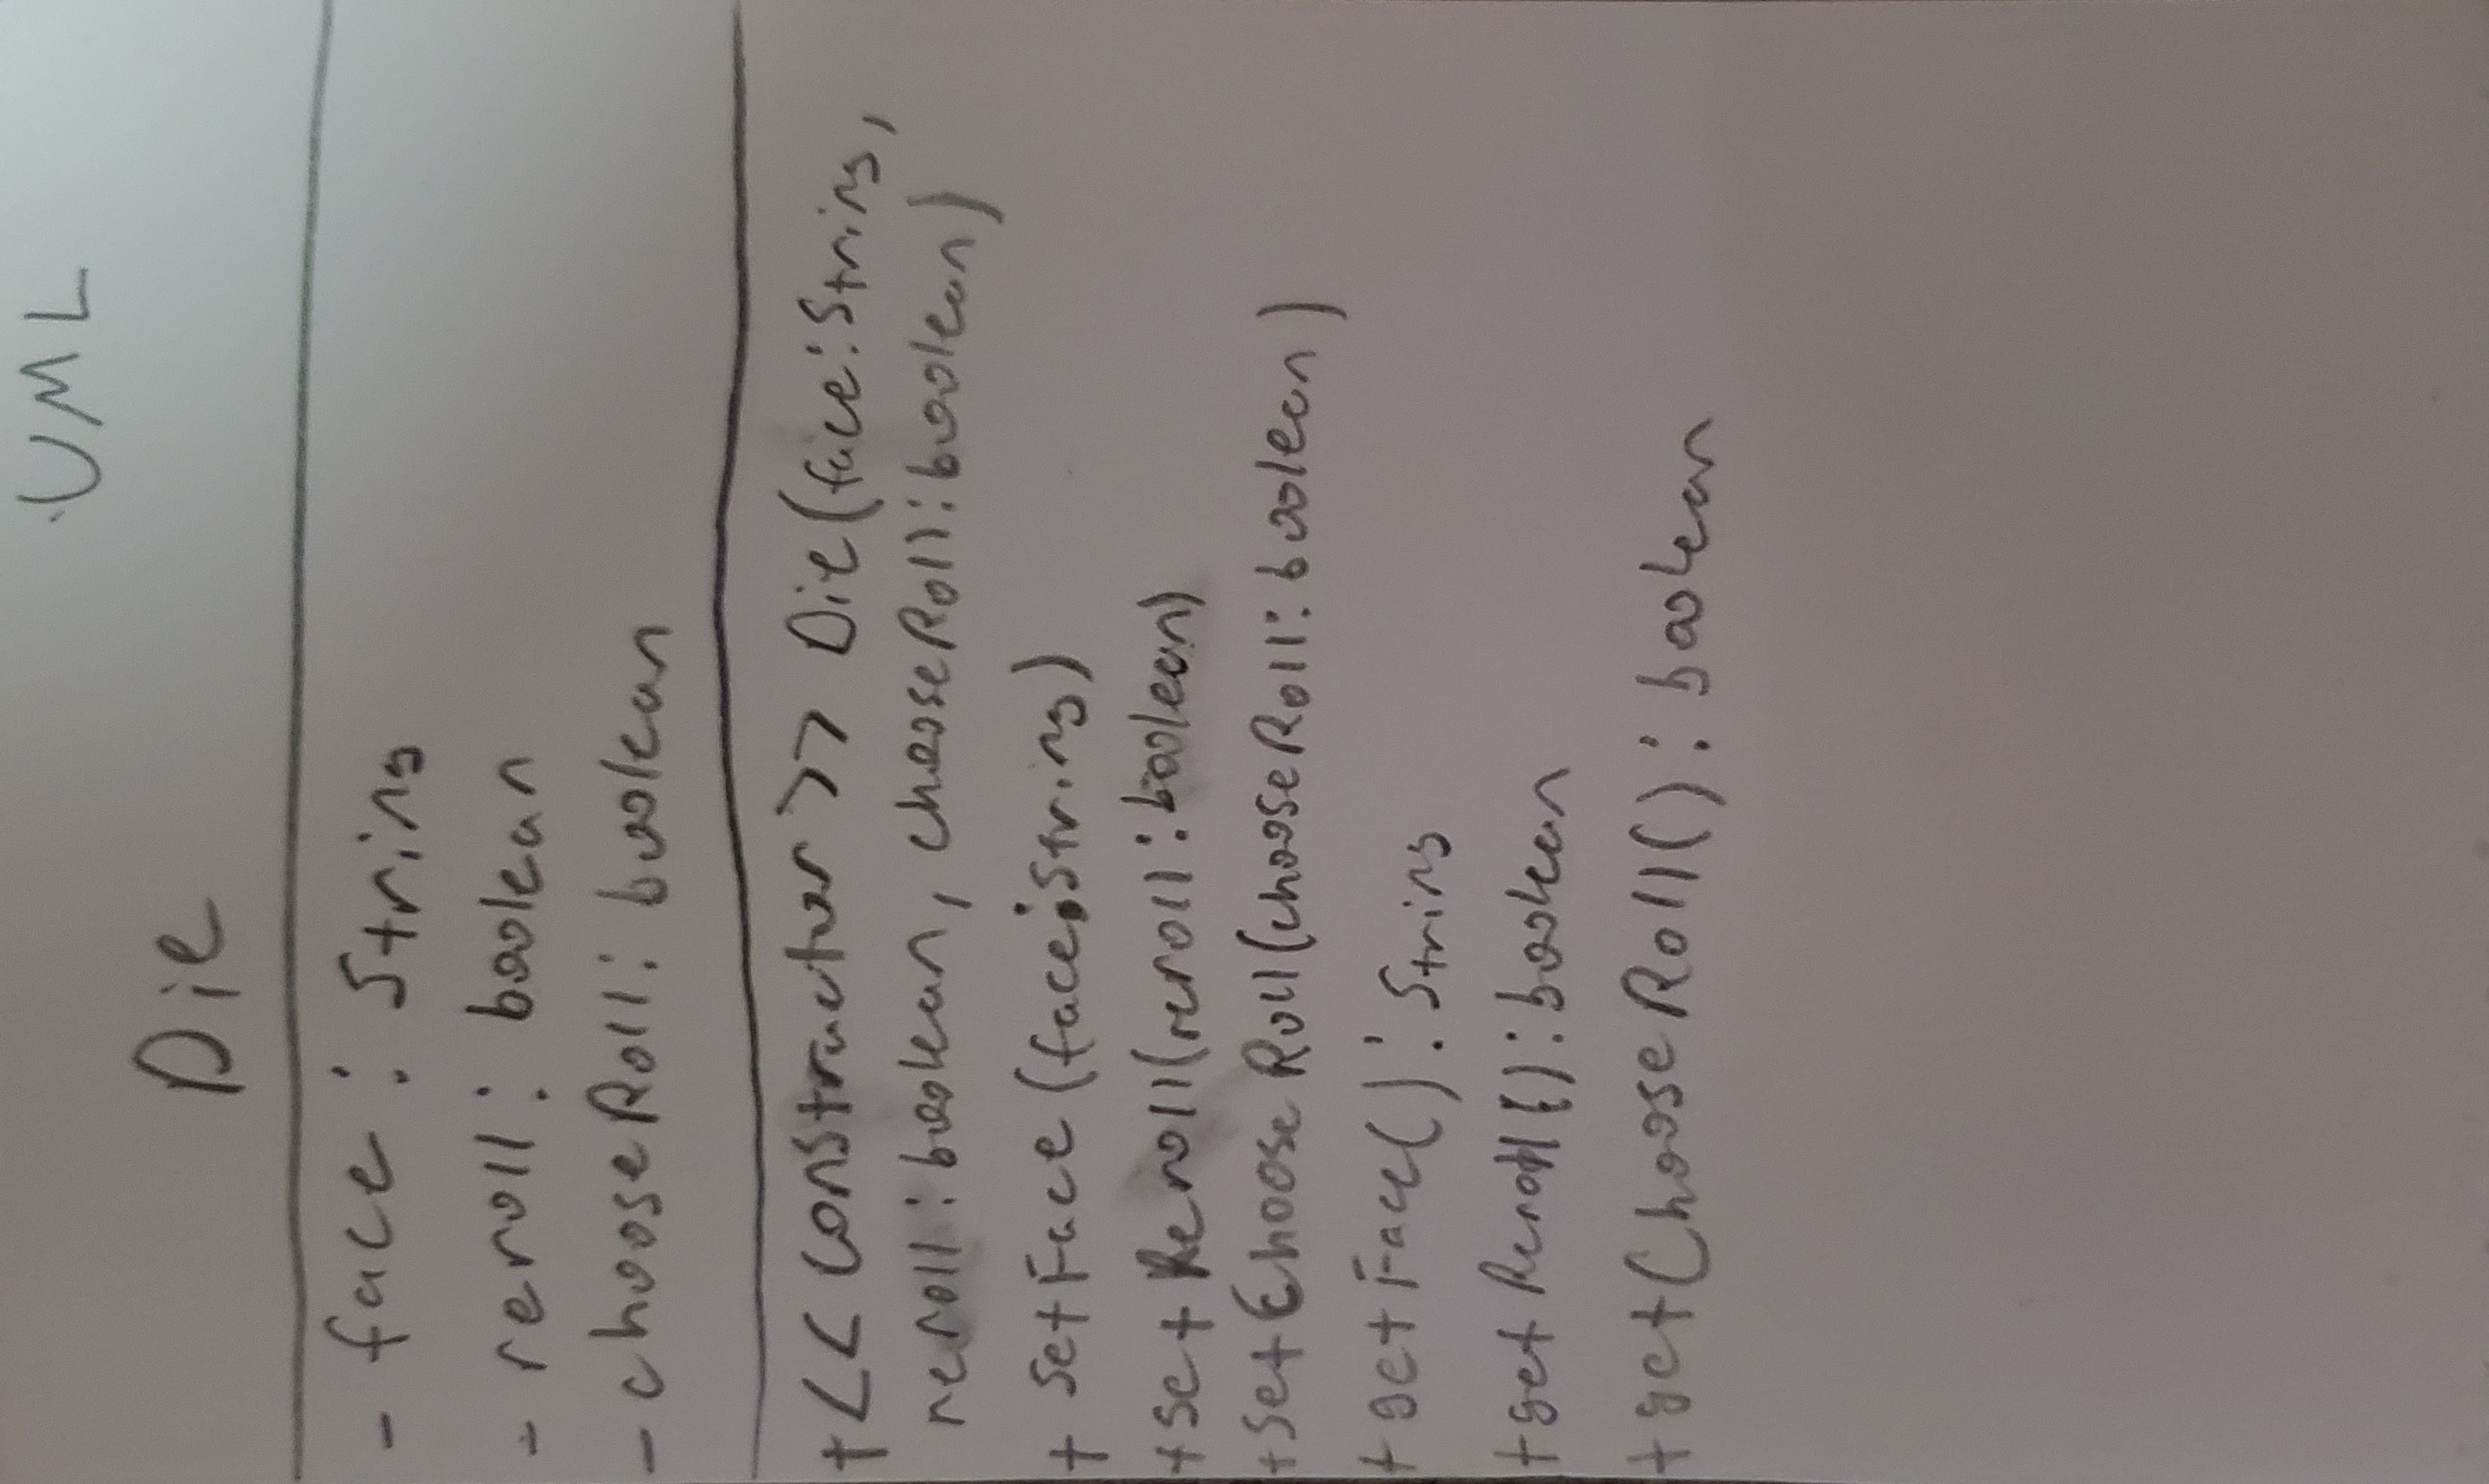 UML
Die
- face : String
- reroll : boolean
- chooseRoll : boolean
+ << constructor >> Die(face:String,
reroll : boolean, chooseRoll : boolean)
+ setFace (face:String)
+ setReroll(reroll : boolean)
+ setChooseRoll(chooseRoll : boolean)
+ getFace() : String
+ getReroll() : boolean
+ getChooseRoll() : boolean